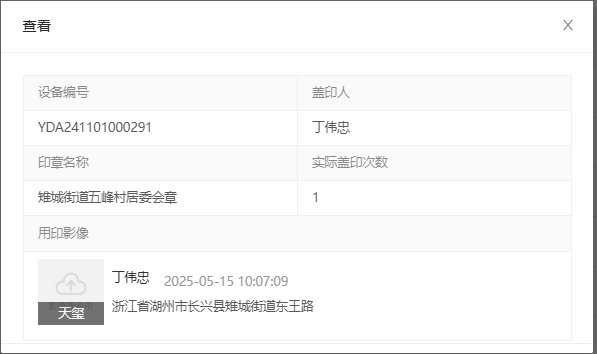 查看
设备编号 盖印人
YDA241101000291 丁伟忠
印章名称 实际盖印次数
雉城街道五峰村居委会章 1
用印影像
丁伟忠 2025-05-15 10:07:09
天玺 浙江省湖州市长兴县雉城街道东王路